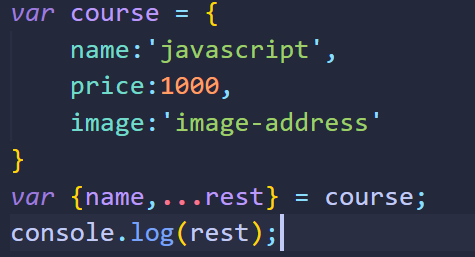 var course = {
    name:'javascript',
    price:1000,
    image:'image-address'
}
var {name,...rest} = course;
console.log(rest);